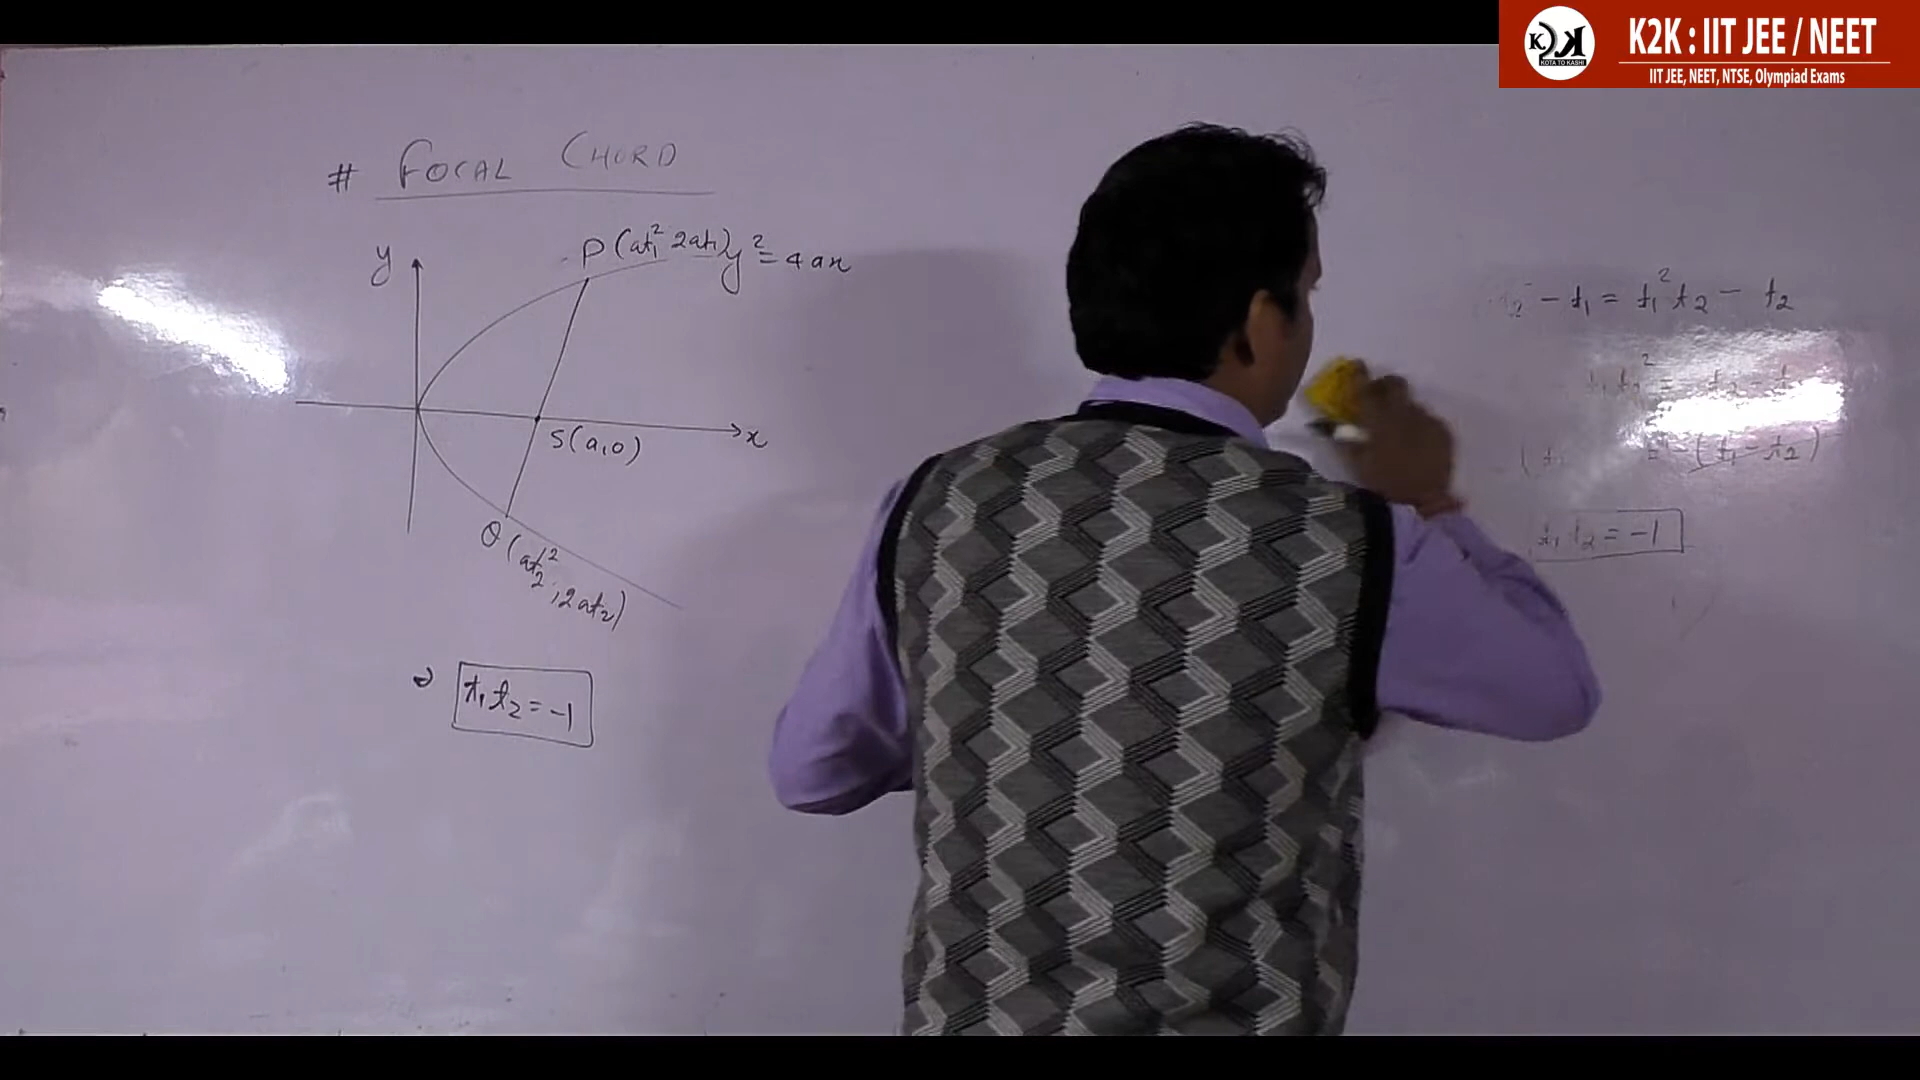 K2K : IIT JEE / NEET
IIT JEE, NEET, NTSE, Olympiad Exams
KOTA TO KASHI
# FOCAL CHORD
y
P(at₁² 2at₁) y² = 4ax
S(a,0)
x
Q(at₂², 2at₂)
⇒ t₁t₂ = -1
- t₁ = t₁²t₂ - t₂
= -(t₁ - t₂)
t₁t₂ = -1